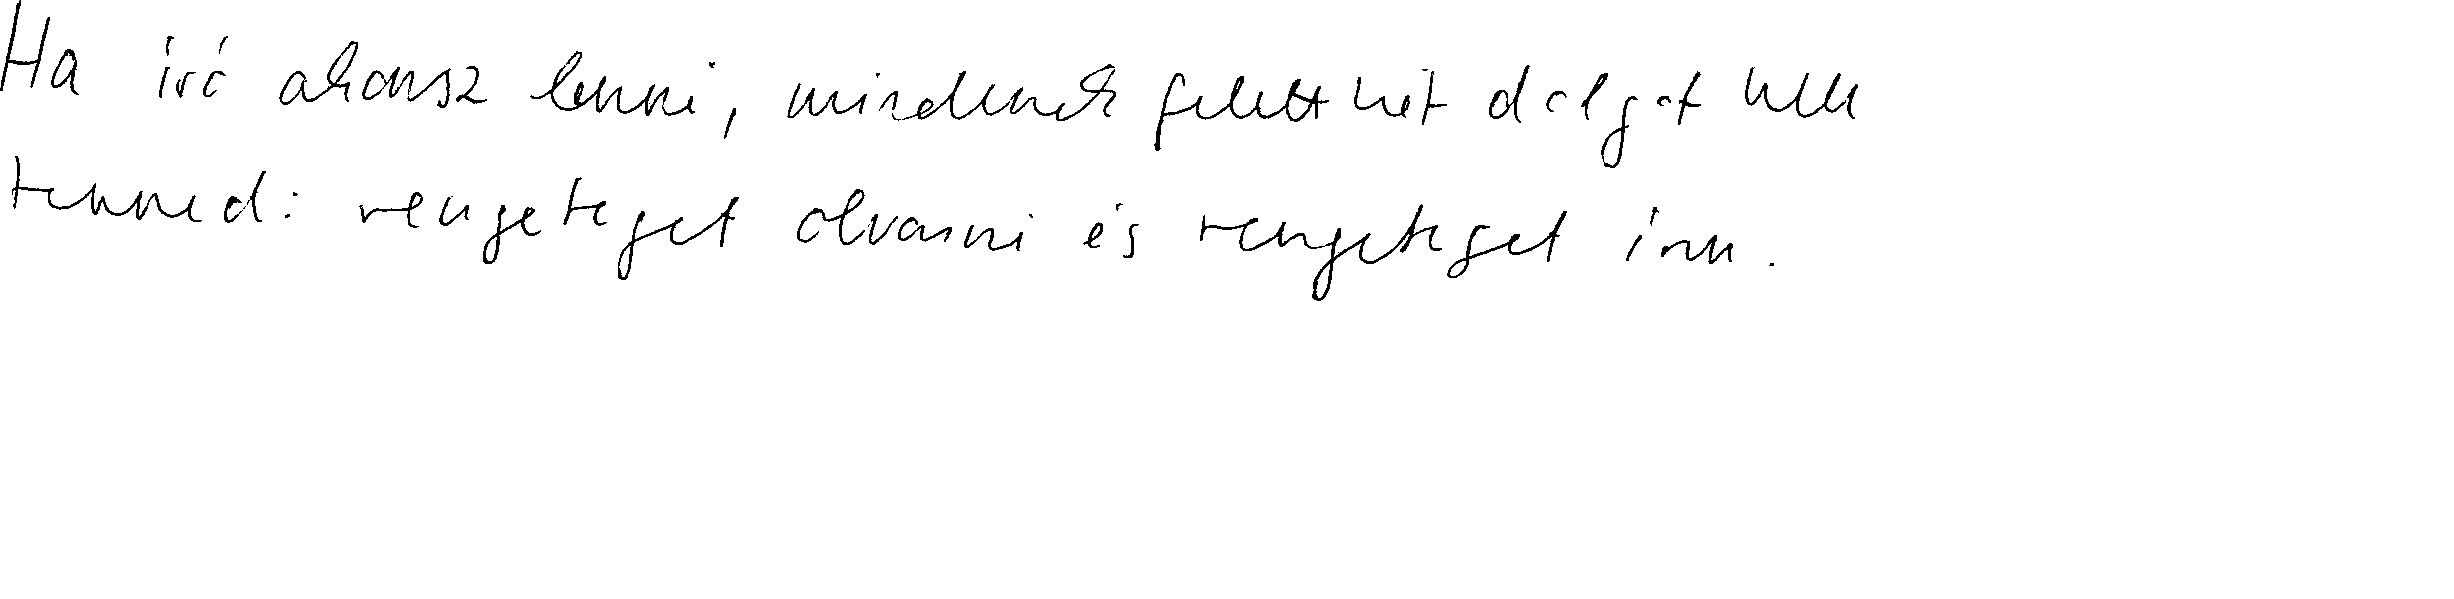 Ha író akarsz lenni, mindenek felett két dolgot kell
tenned: rengeteget olvasni és rengeteget írni.